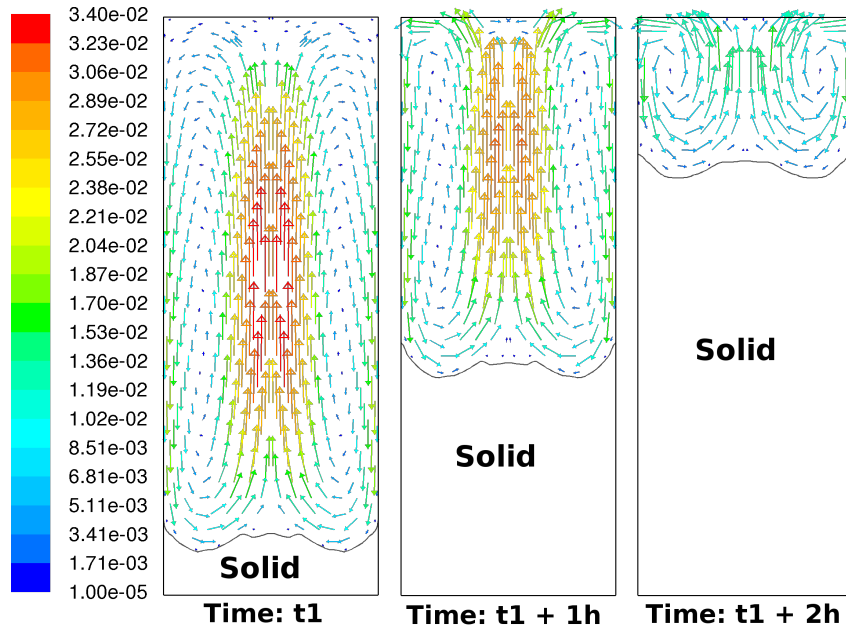 3.40e-02
3.23e-02
3.06e-02
2.89e-02
2.72e-02
2.55e-02
2.38e-02
2.21e-02
2.04e-02
1.87e-02
1.70e-02
1.53e-02
1.36e-02
1.19e-02
1.02e-02
8.51e-03
6.81e-03
5.11e-03
3.41e-03
1.71e-03
1.00e-05
Solid
Time: t1
Solid
Time: t1 + 1h
Solid
Time: t1 + 2h